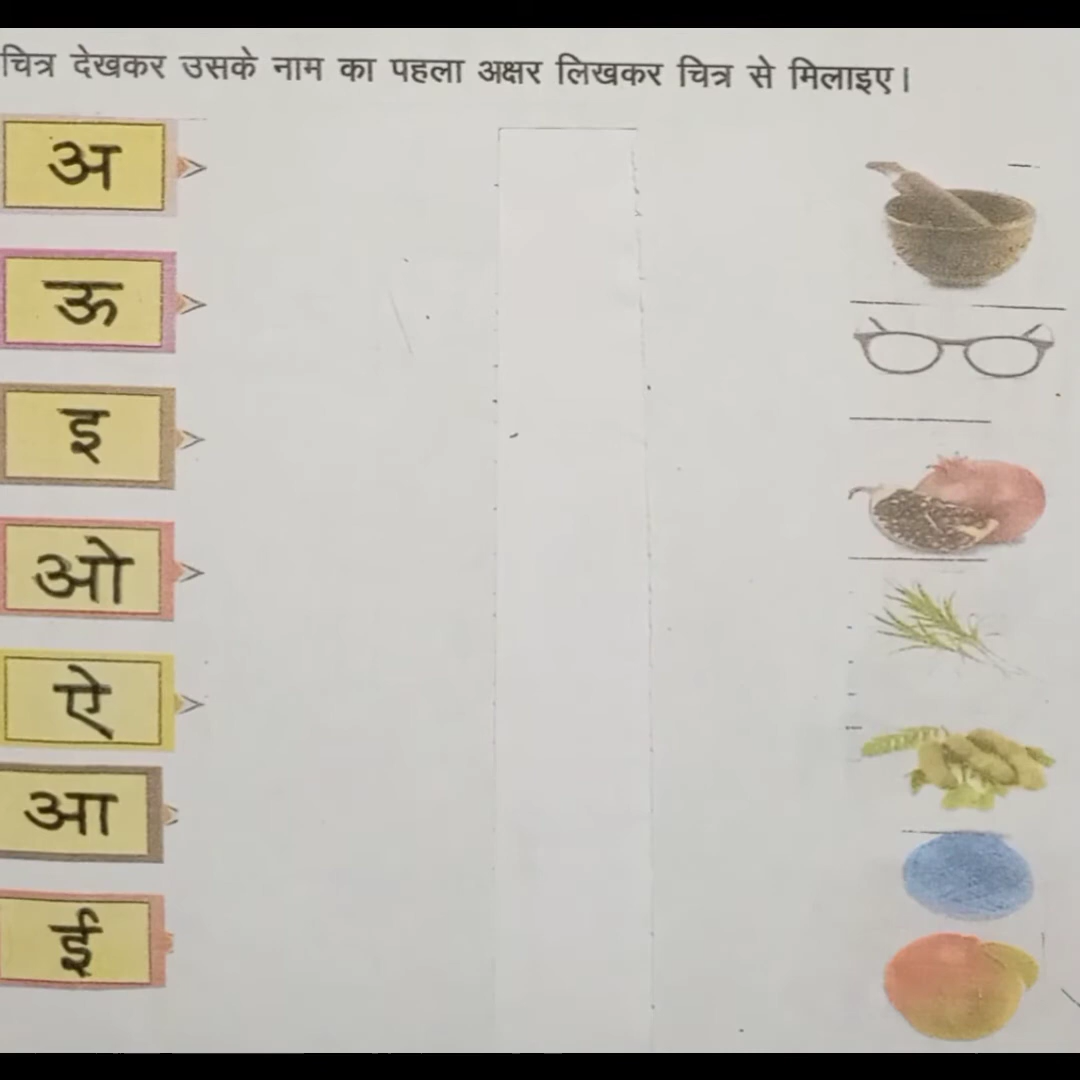 चित्र देखकर उसके नाम का पहला अक्षर लिखकर चित्र से मिलाइए।
अ
ऊ
इ
ओ
ऐ
आ
ई